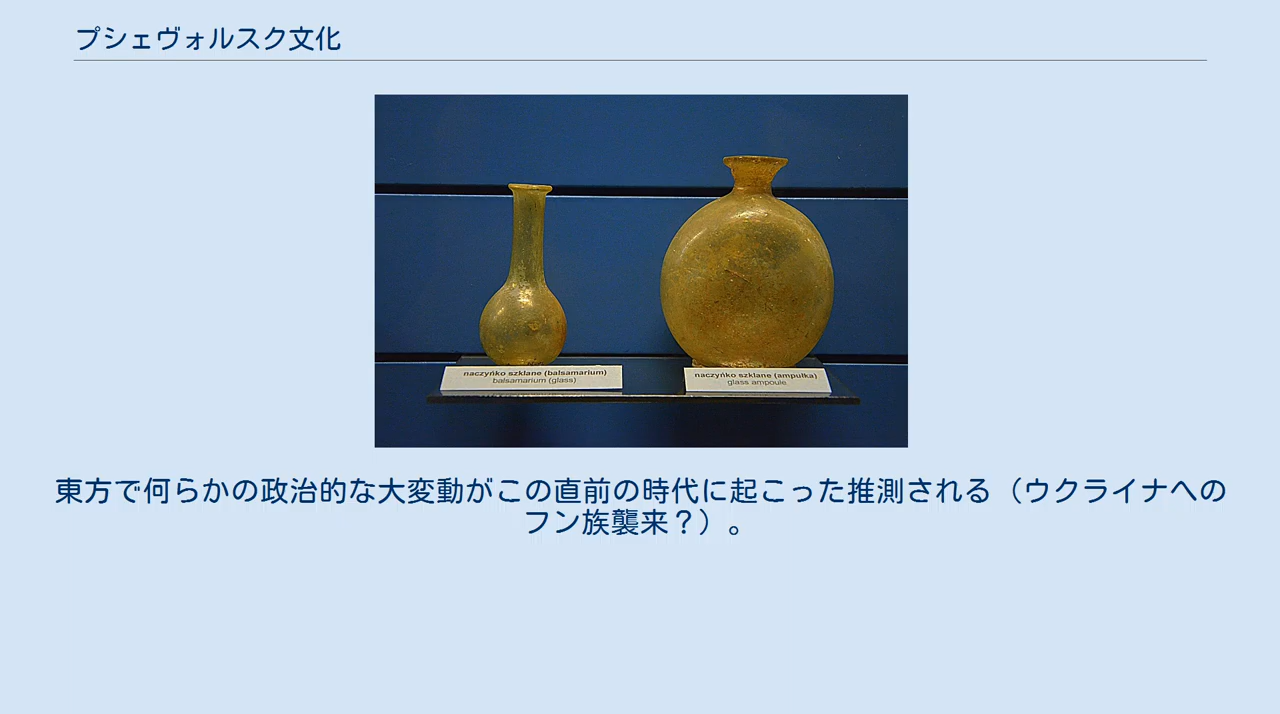 プシェヴォルスク文化
naczyńko szklane (balsamarium)
balsamarium (glass)
naczyńko szklane (ampułka)
glass ampoule
東方で何らかの政治的な大変動がこの直前の時代に起こった推測される（ウクライナへの
フン族襲来？）。